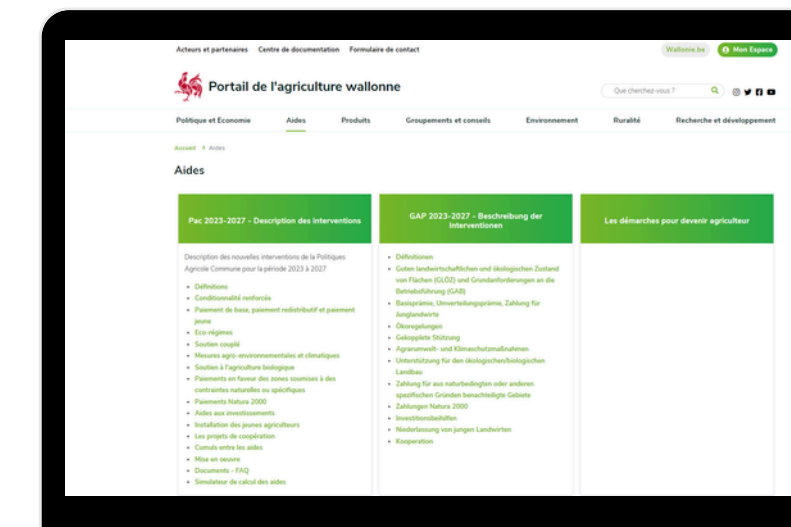 Acteurs et partenaires Centre de documentation Formulaire de contact
Wallonie.be Mon Espace
Portail de l'agriculture wallonne
Que cherchez-vous ?
Politique et Economie Aides Produits Groupements et conseils Environnement Ruralité Recherche et développement
Accueil Aides
Aides
Pac 2023-2027 - Description des interventions
Description des nouvelles interventions de la Politiques
Agricole Commune pour la période 2023 à 2027
Définitions
Conditionnalité renforcée
Paiement de base, paiement redistributif et paiement
jeune
Eco-régimes
Soutien couplé
Mesures agro-environnementales et climatiques
Soutien à l'agriculture biologique
Paiements en faveur des zones soumises à des
contraintes naturelles ou spécifiques
Paiements Natura 2000
Aides aux investissements
Installation des jeunes agriculteurs
Les projets de coopération
Cumuls entre les aides
Mise en oeuvre
Documents - FAQ
Simulateur de calcul des aides
GAP 2023-2027 - Beschreibung der
Interventionen
Définitionen
Guten landwirtschaftlichen und ökologischen Zustand
von Flächen (GLÖZ) und Grundanforderungen an die
Betriebsführung (GAB)
Basisprämie, Umverteilungsprämie, Zahlung für
Junglandwirte
Ökoregelungen
Gekopplete Stützung
Agrarumwelt- und Klimaschutzmaßnahmen
Unterstützung für den ökologischen/biologischen
Landbau
Zahlung für aus naturbedingten oder anderen
spezifischen Gründen benachteiligte Gebiete
Zahlungen Natura 2000
Investitionsbeihilfen
Niederlassung von jungen Landwirten
Kooperation
Les démarches pour devenir agriculteur